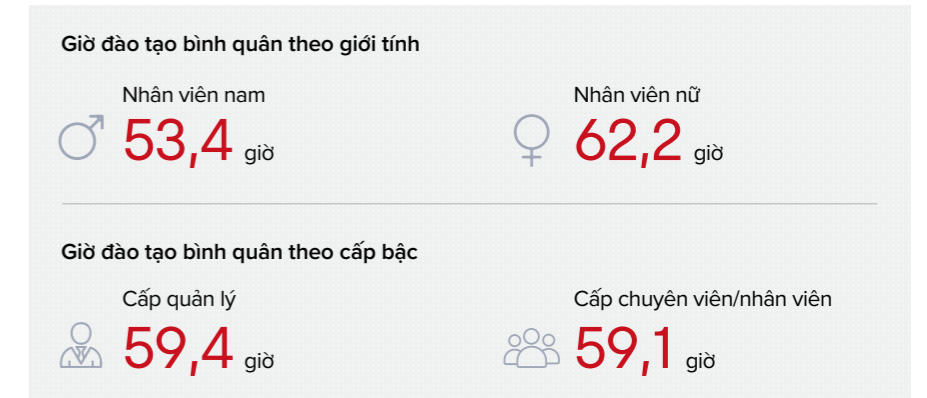 Giờ đào tạo bình quân theo giới tính
Nhân viên nam
53,4 giờ
Nhân viên nữ
62,2 giờ
Giờ đào tạo bình quân theo cấp bậc
Cấp quản lý
59,4 giờ
Cấp chuyên viên/nhân viên
59,1 giờ